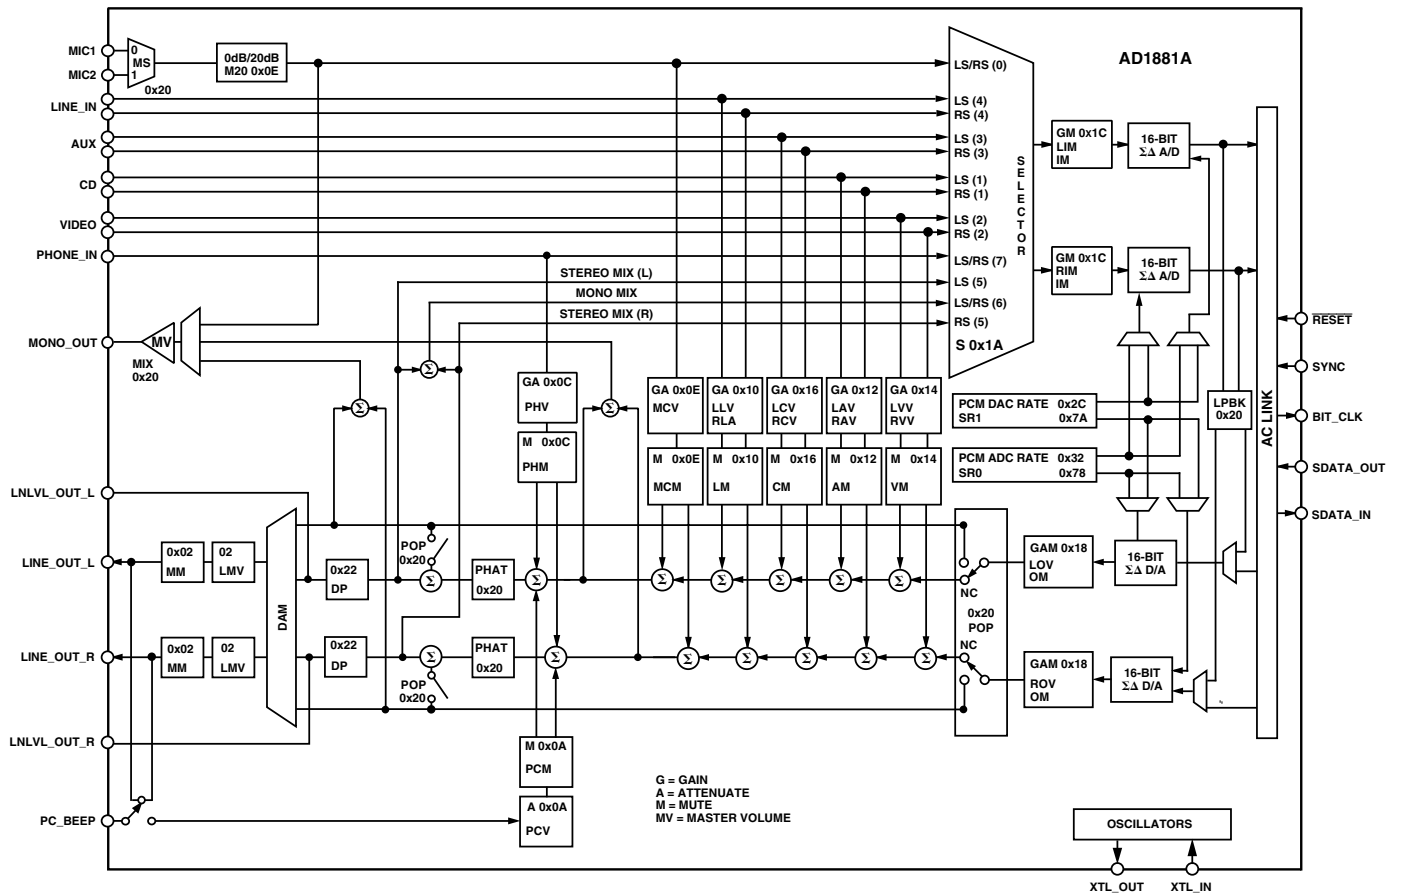 AD1881A
MIC1
MIC2
0
MS
1
0x20
0dB/20dB
M20 0x0E
LINE_IN
AUX
CD
VIDEO
PHONE_IN
STEREO MIX (L)
MONO MIX
STEREO MIX (R)
LS/RS (0)
LS (4)
RS (4)
LS (3)
RS (3)
LS (1)
RS (1)
LS (2)
RS (2)
LS/RS (7)
LS (5)
LS/RS (6)
RS (5)
S 0x1A
SELECTOR
GM 0x1C
LIM
IM
16-BIT
ΣΔ A/D
GM 0x1C
RIM
IM
16-BIT
ΣΔ A/D
RESET
SYNC
BIT_CLK
SDATA_OUT
SDATA_IN
AC LINK
LPBK
0x20
PCM DAC RATE 0x2C
SR1 0x7A
PCM ADC RATE 0x32
SR0 0x78
MONO_OUT
MV
MIX
0x20
Σ
Σ
Σ
GA 0x0C
PHV
M 0x0C
PHM
GA 0x0E
MCV
GA 0x10
LLV
RLA
GA 0x16
LCV
RCV
GA 0x12
LAV
RAV
GA 0x14
LVV
RVV
M 0x0E
MCM
M 0x10
LM
M 0x16
CM
M 0x12
AM
M 0x14
VM
LNLVL_OUT_L
LINE_OUT_L
0x02
MM
02
LMV
DAM
0x22
DP
POP
0x20
Σ
PHAT
0x20
Σ
Σ
Σ
Σ
Σ
Σ
NC
0x20
POP
NC
GAM 0x18
LOV
OM
16-BIT
ΣΔ D/A
LINE_OUT_R
0x02
MM
02
LMV
0x22
DP
Σ
POP
0x20
PHAT
0x20
Σ
Σ
Σ
Σ
Σ
Σ
GAM 0x18
ROV
OM
16-BIT
ΣΔ D/A
LNLVL_OUT_R
M 0x0A
PCM
A 0x0A
PCV
PC_BEEP
G = GAIN
A = ATTENUATE
M = MUTE
MV = MASTER VOLUME
OSCILLATORS
XTL_OUT
XTL_IN